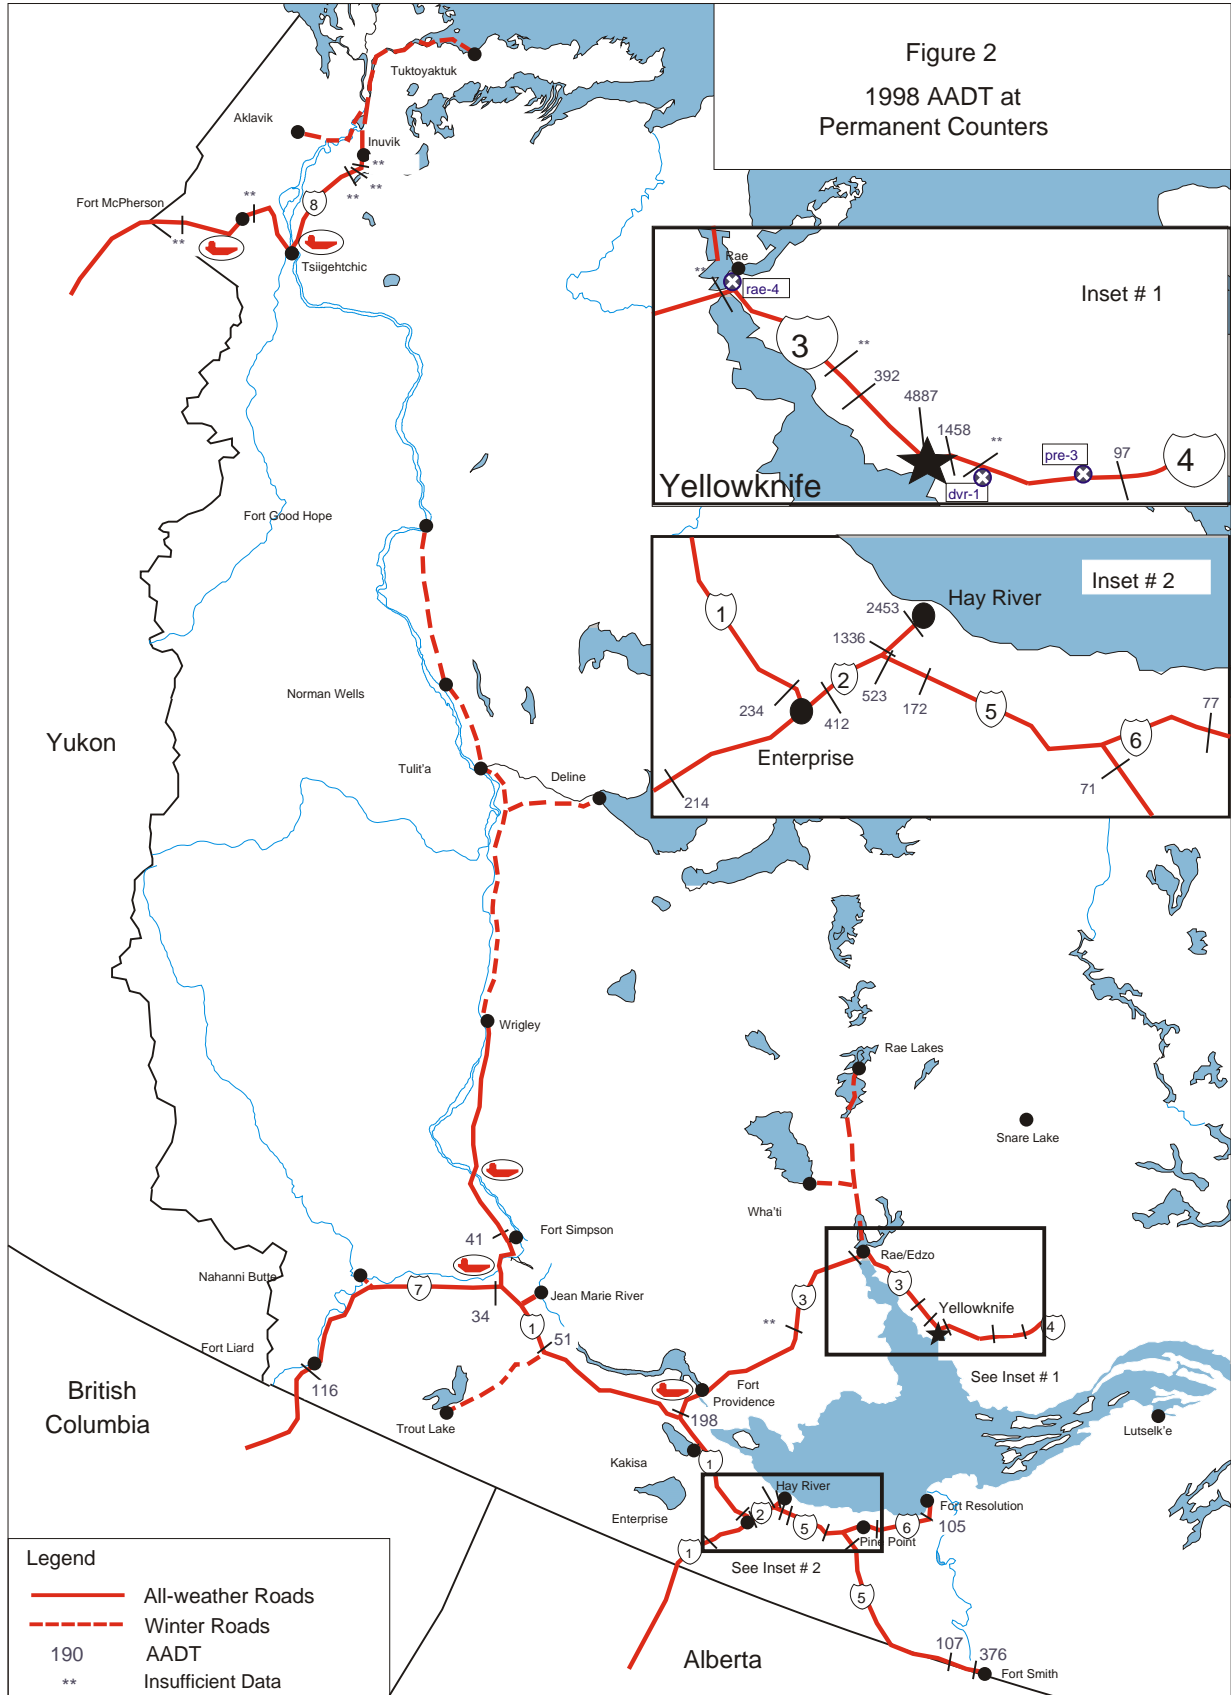 Figure 2
1998 AADT at
Permanent Counters
Tuktoyaktuk
Aklavik
Inuvik
**
**
**
8
Fort McPherson
**
**
Tsiigehtchic
Rae
**
rae-4
Inset # 1
3
**
392
4887
1458
**
pre-3
97
4
dvr-1
Yellowknife
Fort Good Hope
Inset # 2
Hay River
1
2453
1336
2
523
172
5
234
412
77
6
Enterprise
71
214
Norman Wells
Yukon
Tulit'a
Deline
Wrigley
Rae Lakes
Snare Lake
Wha'ti
Fort Simpson
41
Rae/Edzo
Nahanni Butte
7
3
3
Yellowknife
4
Jean Marie River
34
1
51
**
Fort Liard
116
See Inset # 1
British
Columbia
Fort
Providence
Trout Lake
198
Lutselk'e
Kakisa
1
Hay River
Enterprise
2
5
6
Fort Resolution
105
Pine Point
1
See Inset # 2
5
Legend
All-weather Roads
Winter Roads
190
AADT
**
Insufficient Data
Alberta
107
376
Fort Smith